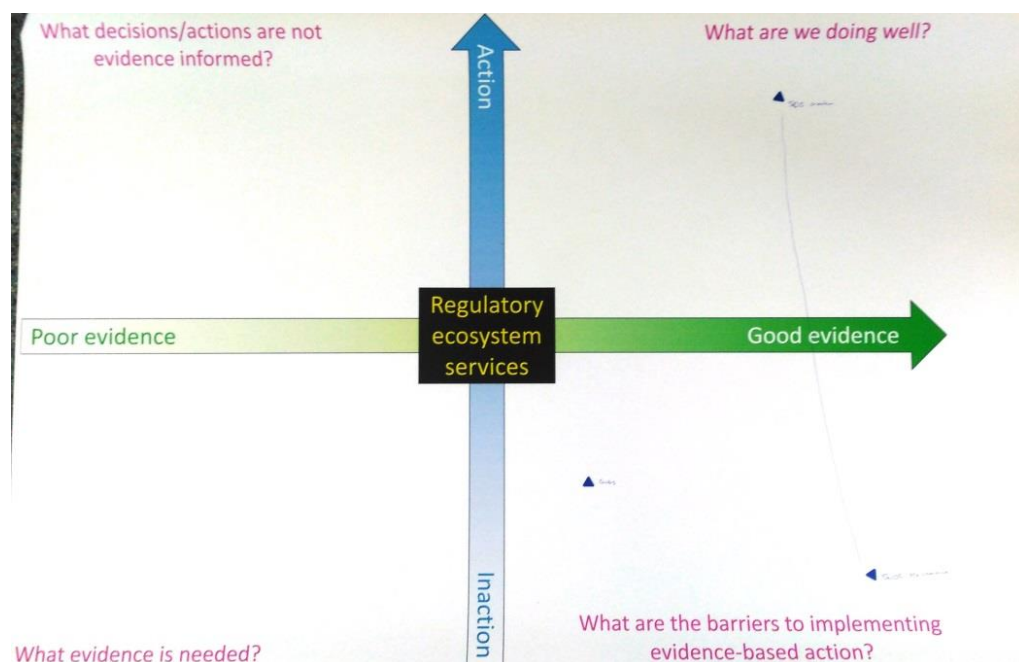 What decisions/actions are not
evidence informed?
What are we doing well?
Action
Regulatory
ecosystem
services
Poor evidence
Good evidence
Inaction
What evidence is needed?
What are the barriers to implementing
evidence-based action?